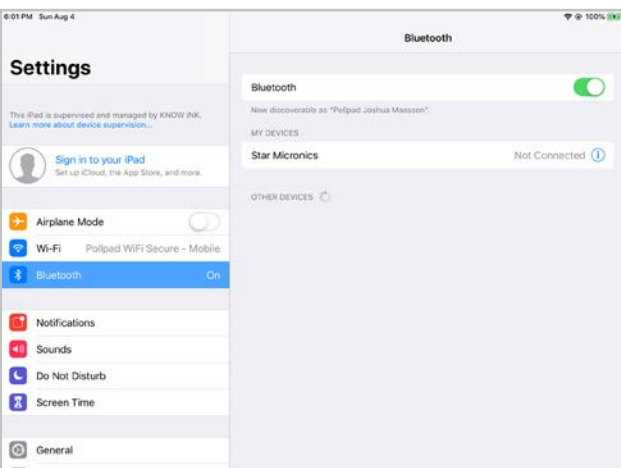 6:01 PM Sun Aug 4
100%
Bluetooth
Settings
This iPad is supervised and managed by KNOW iNK.
Learn more about device supervision...
Sign in to your iPad
Set up iCloud, the App Store, and more.
Airplane Mode
Wi-Fi Pollpad WiFi Secure - Mobile
Bluetooth On
Notifications
Sounds
Do Not Disturb
Screen Time
General
Bluetooth
Now discoverable as "Pollpad Joshua Maassen".
MY DEVICES
Star Micronics Not Connected
OTHER DEVICES